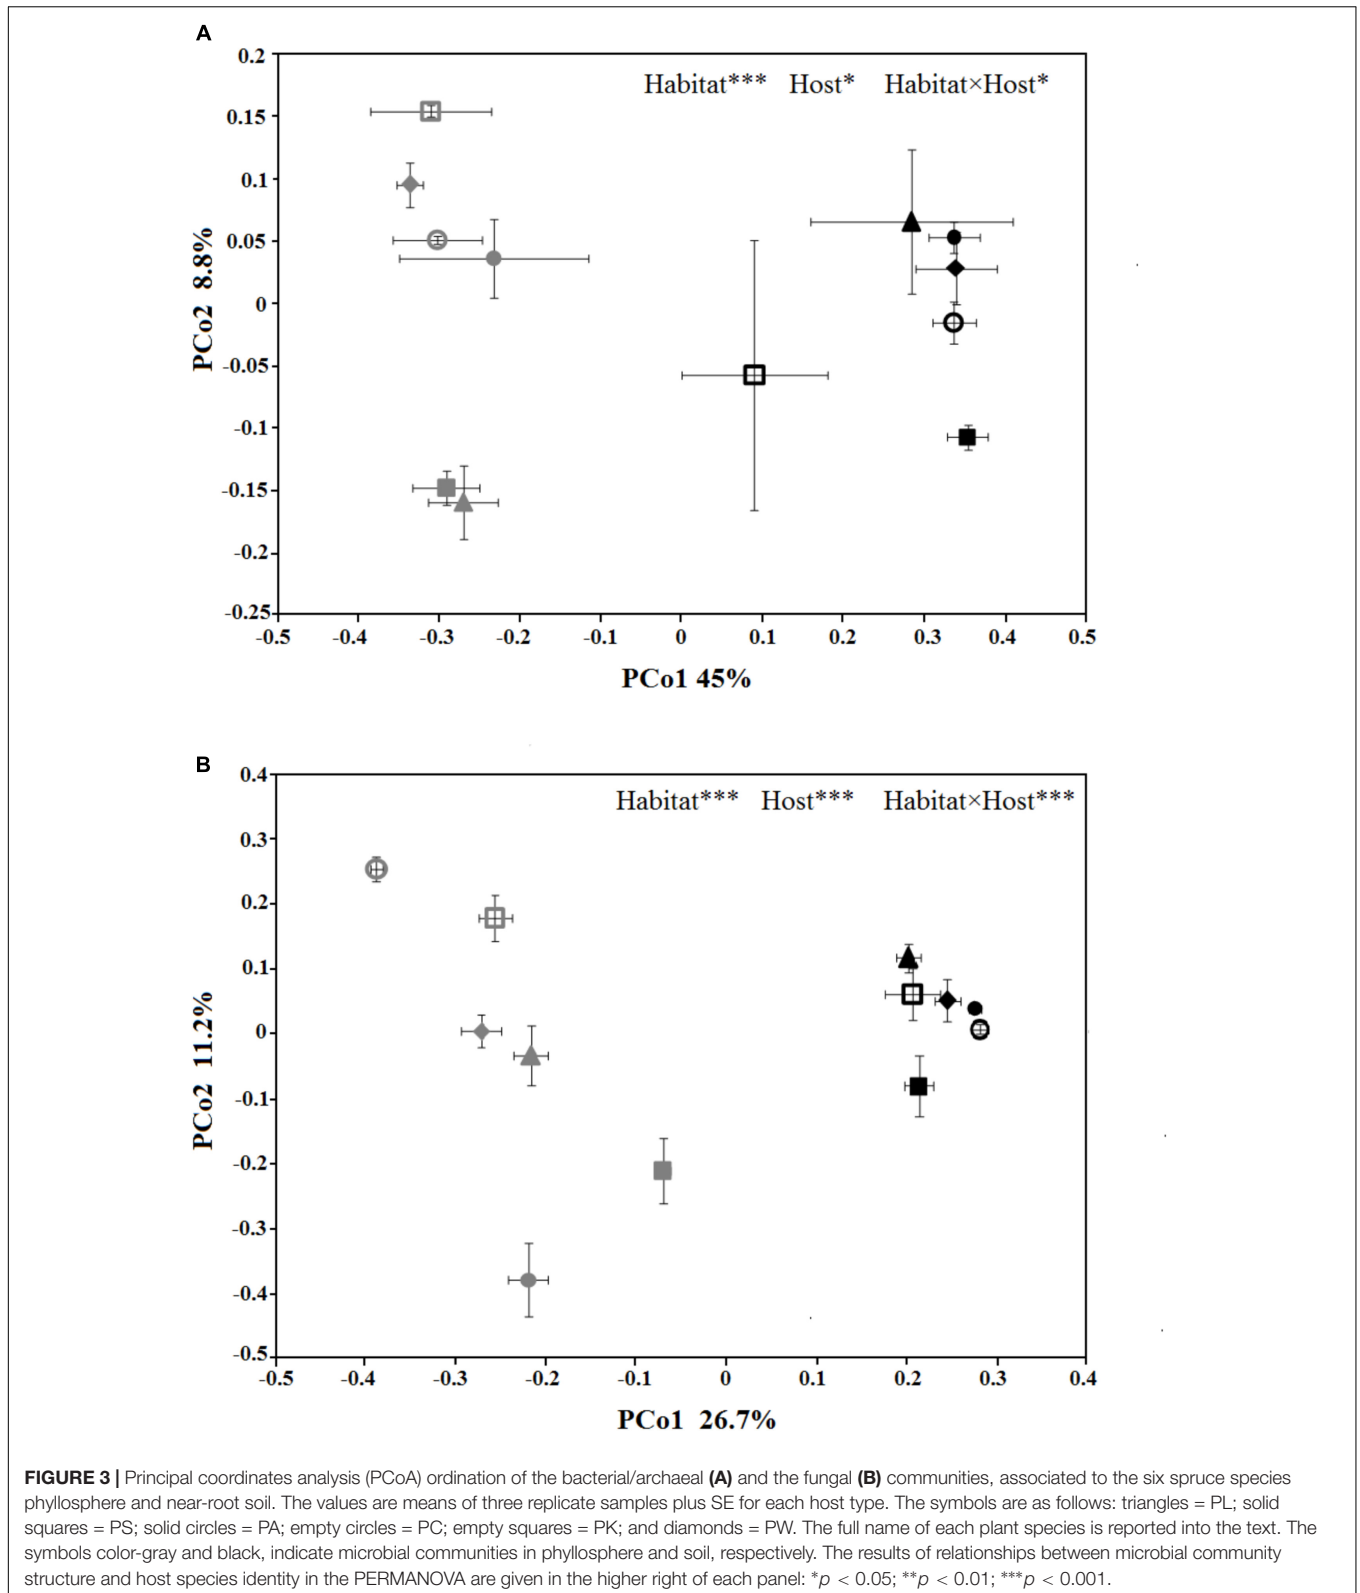 A
Habitat*** Host* Habitat×Host*
0.2
0.15
0.1
0.05
0
-0.05
-0.1
-0.15
-0.2
-0.25
PCo2 8.8%
-0.5 -0.4 -0.3 -0.2 -0.1 0 0.1 0.2 0.3 0.4 0.5
PCo1 45%
B
Habitat*** Host*** Habitat×Host***
0.4
0.3
0.2
0.1
0
-0.1
-0.2
-0.3
-0.4
-0.5
PCo2 11.2%
-0.5 -0.4 -0.3 -0.2 -0.1 0 0.1 0.2 0.3 0.4
PCo1 26.7%
FIGURE 3 | Principal coordinates analysis (PCoA) ordination of the bacterial/archaeal (A) and the fungal (B) communities, associated to the six spruce species
phyllosphere and near-root soil. The values are means of three replicate samples plus SE for each host type. The symbols are as follows: triangles = PL; solid
squares = PS; solid circles = PA; empty circles = PC; empty squares = PK; and diamonds = PW. The full name of each plant species is reported into the text. The
symbols color-gray and black, indicate microbial communities in phyllosphere and soil, respectively. The results of relationships between microbial community
structure and host species identity in the PERMANOVA are given in the higher right of each panel: *p < 0.05; **p < 0.01; ***p < 0.001.